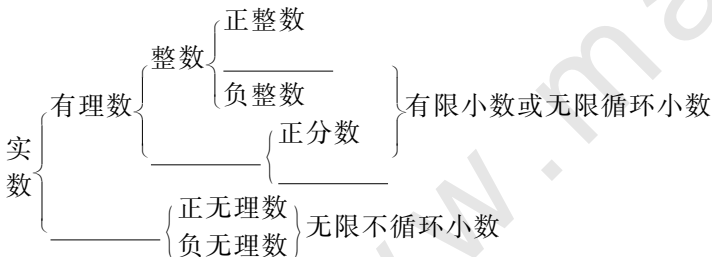 正整数
整数
负整数
有理数
有限小数或无限循环小数
正分数
实数
正无理数
无限不循环小数
负无理数
www.ma